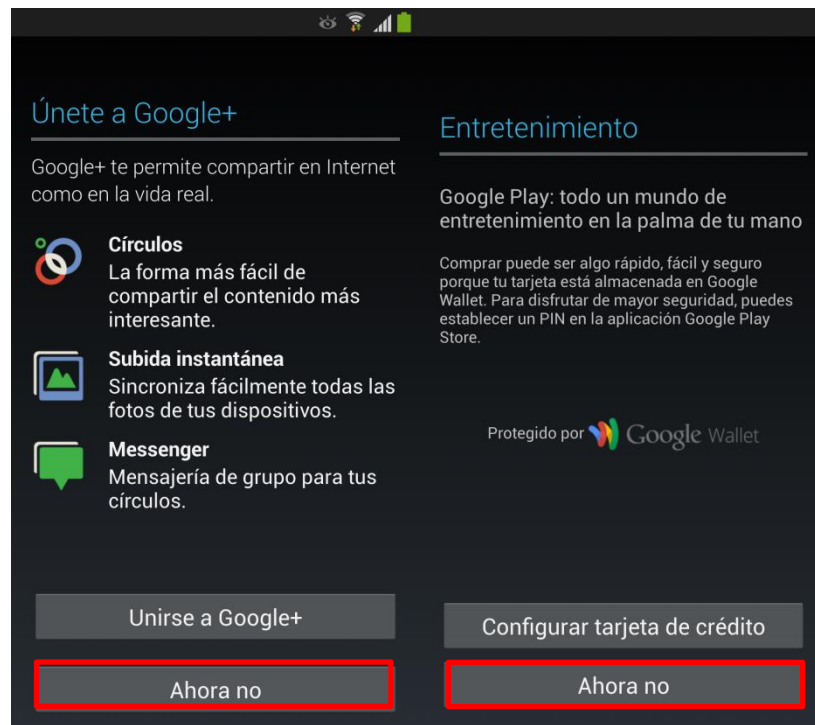 Únete a Google+
Google+ te permite compartir en Internet
como en la vida real.
Círculos
La forma más fácil de
compartir el contenido más
interesante.
Subida instantánea
Sincroniza fácilmente todas las
fotos de tus dispositivos.
Messenger
Mensajería de grupo para tus
círculos.
Unirse a Google+
Ahora no
Entretenimiento
Google Play: todo un mundo de
entretenimiento en la palma de tu mano
Comprar puede ser algo rápido, fácil y seguro
porque tu tarjeta está almacenada en Google
Wallet. Para disfrutar de mayor seguridad, puedes
establecer un PIN en la aplicación Google Play
Store.
Protegido por Google Wallet
Configurar tarjeta de crédito
Ahora no